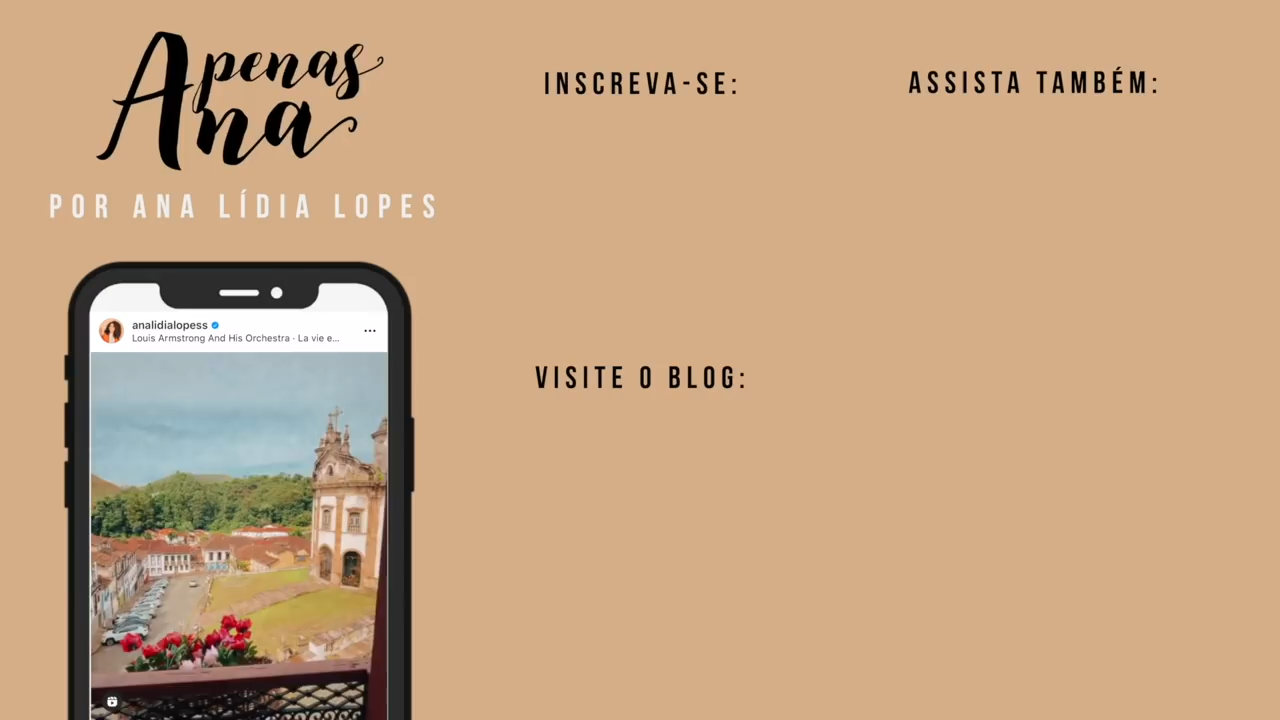 Apenas
Ana
POR ANA LÍDIA LOPES
INSCREVA-SE:
ASSISTA TAMBÉM:
analidialopess
Louis Armstrong And His Orchestra · La vie e...
VISITE O BLOG: